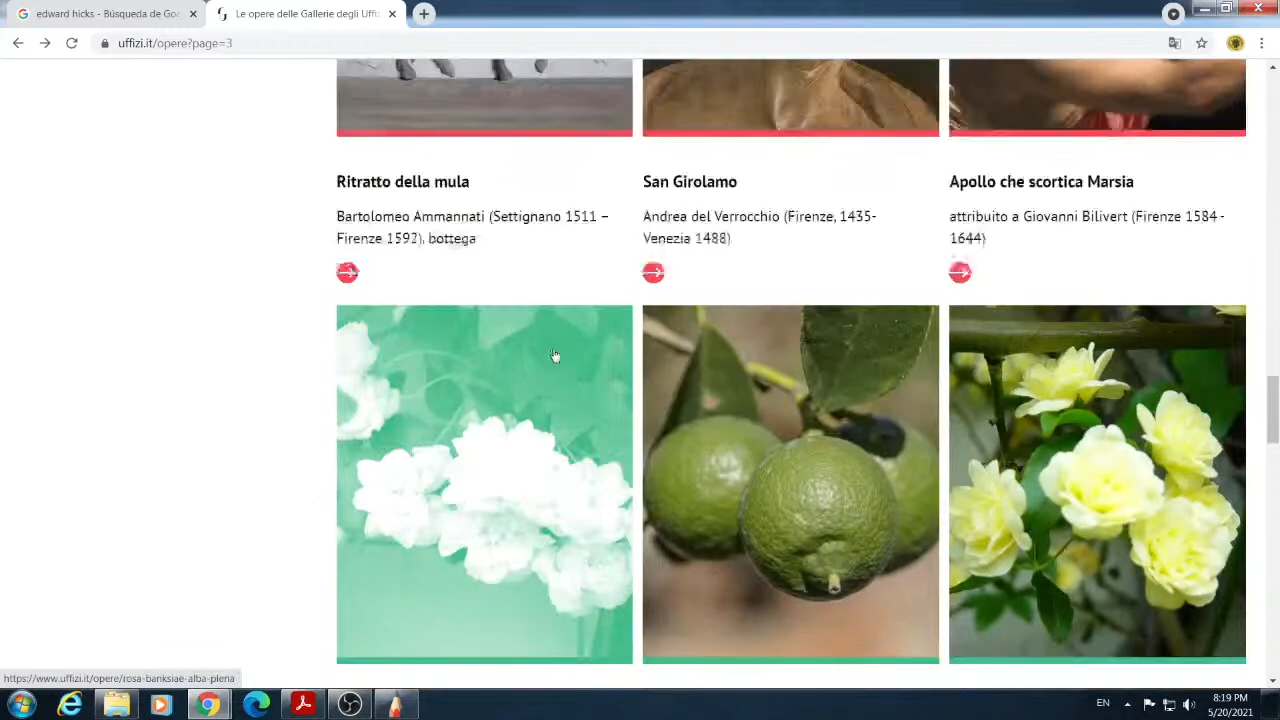 edward hicks - Búsqueda de Goo
Le opere delle Gallerie degli Uffizi
uffizi.it/opere?page=3
Ritratto della mula
San Girolamo
Apollo che scortica Marsia
Bartolomeo Ammannati (Settignano 1511 –
Firenze 1592), bottega
Andrea del Verrocchio (Firenze, 1435-
Venezia 1488)
attribuito a Giovanni Bilivert (Firenze 1584 -
1644)
https://www.uffizi.it/opere/rosa-banksiae-alba-plena
EN
8:19 PM
5/20/2021